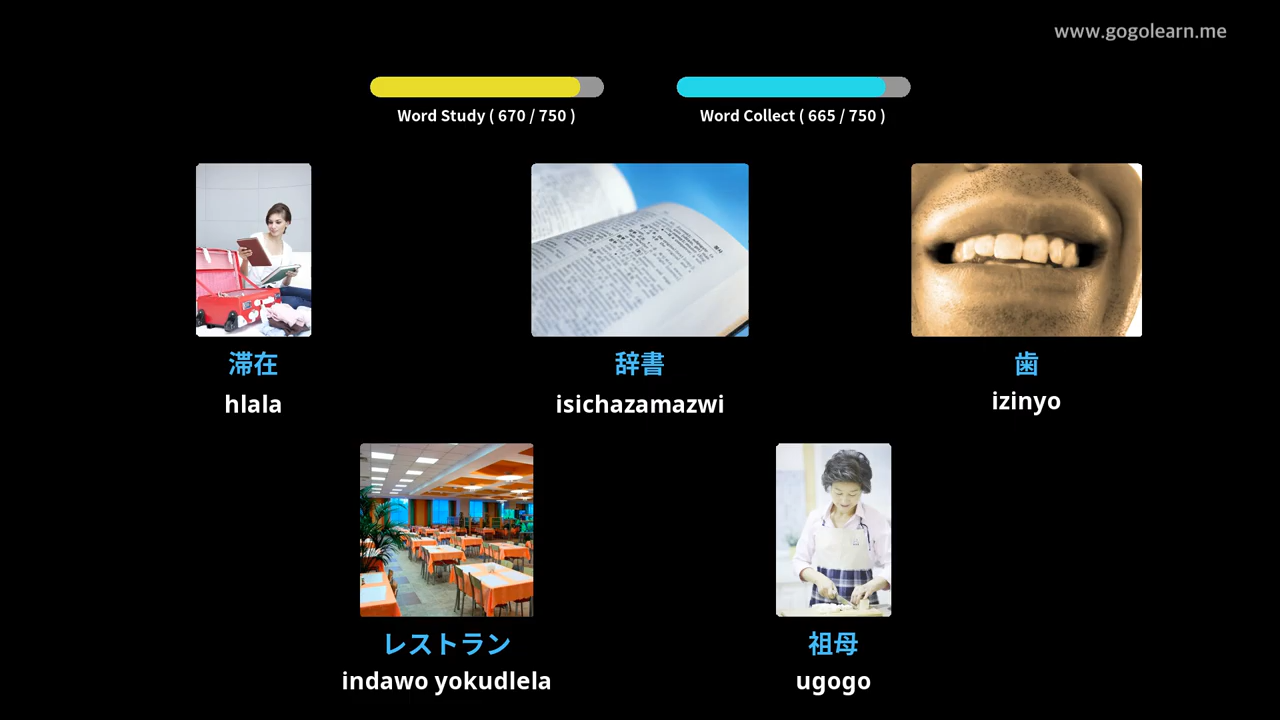 www.gogolearn.me
Word Study ( 670 / 750 )
Word Collect ( 665 / 750 )
滞在
hlala
辞書
isichazamazwi
歯
izinyo
レストラン
indawo yokudlela
祖母
ugogo